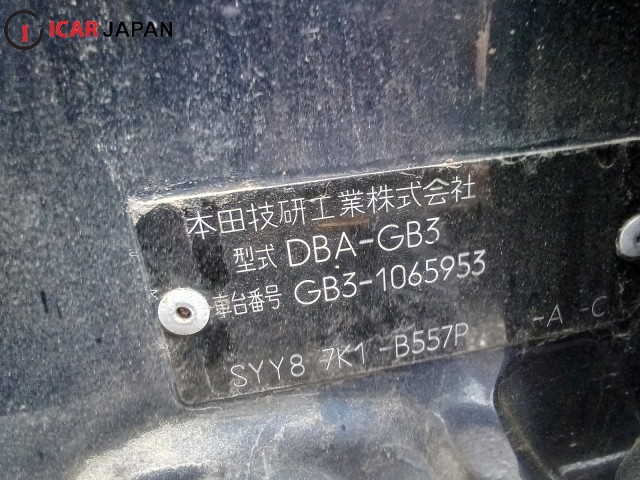 ICAR JAPAN
本田技研工業株式会社
型式 DBA-GB3
車台番号 GB3-1065953
SYY8 7K1 -B557P -A -C